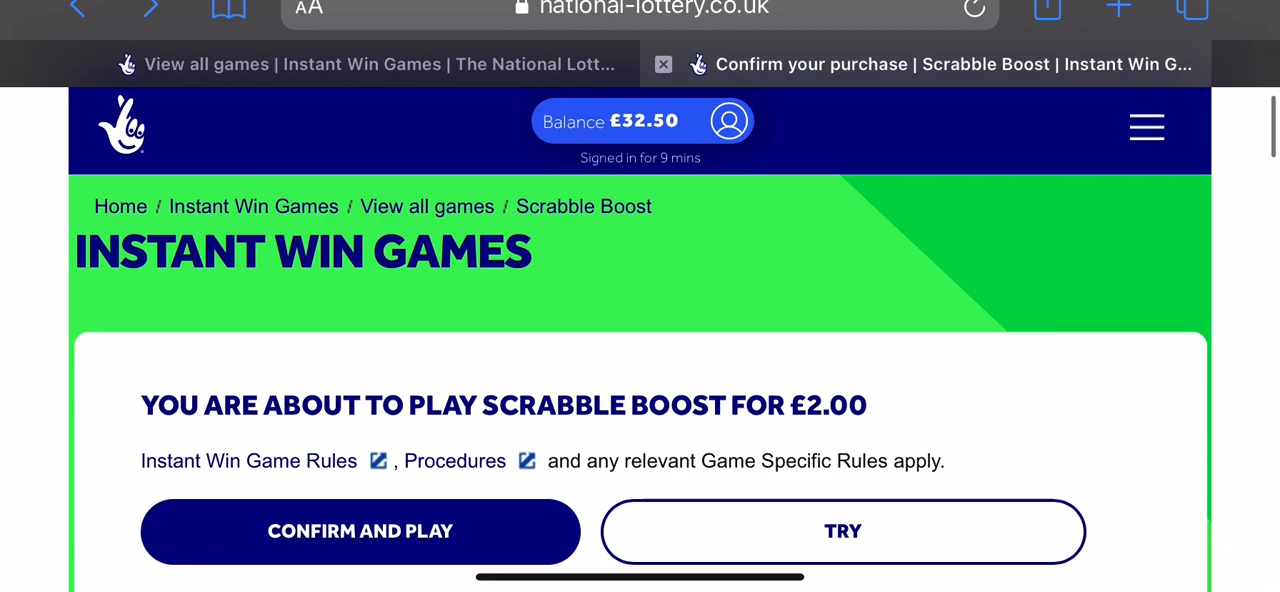 AA national-lottery.co.uk
View all games | Instant Win Games | The National Lott...
Confirm your purchase | Scrabble Boost | Instant Win G...
Balance £32.50
Signed in for 9 mins
Home / Instant Win Games / View all games / Scrabble Boost
INSTANT WIN GAMES
YOU ARE ABOUT TO PLAY SCRABBLE BOOST FOR £2.00
Instant Win Game Rules , Procedures and any relevant Game Specific Rules apply.
CONFIRM AND PLAY
TRY